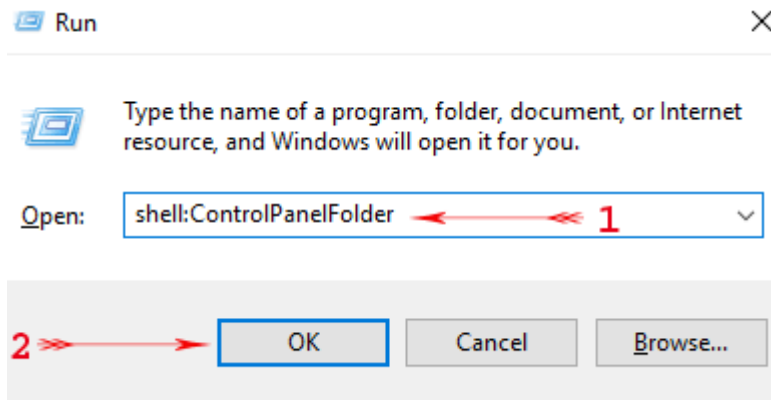 Run
Type the name of a program, folder, document, or Internet
resource, and Windows will open it for you.
Open: shell:ControlPanelFolder 1
2 OK Cancel Browse...